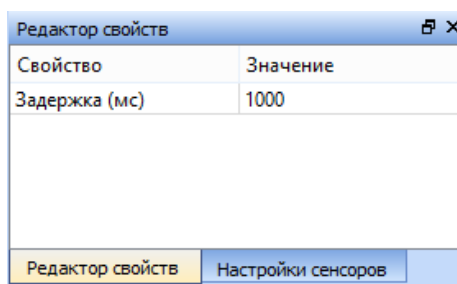 Редактор свойств
Свойство Значение
Задержка (мс) 1000
Редактор свойств Настройки сенсоров